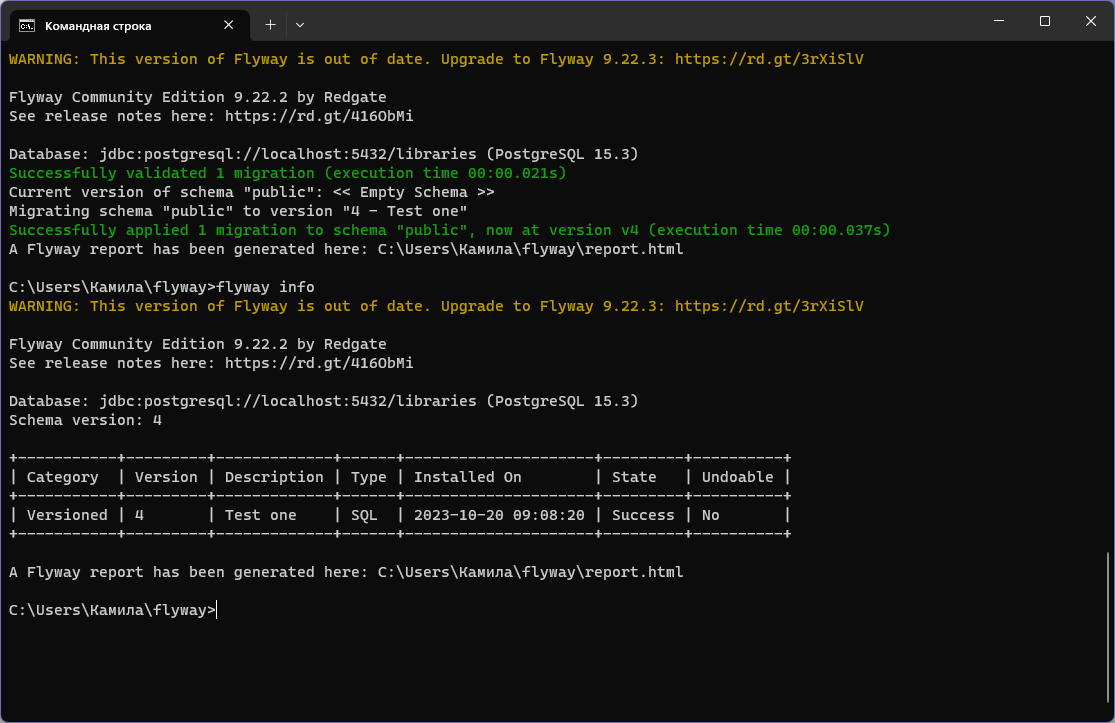 Командная строка
WARNING: This version of Flyway is out of date. Upgrade to Flyway 9.22.3: https://rd.gt/3rXiSlV
Flyway Community Edition 9.22.2 by Redgate
See release notes here: https://rd.gt/416ObMi
Database: jdbc:postgresql://localhost:5432/libraries (PostgreSQL 15.3)
Successfully validated 1 migration (execution time 00:00.021s)
Current version of schema "public": << Empty Schema >>
Migrating schema "public" to version "4 - Test one"
Successfully applied 1 migration to schema "public", now at version v4 (execution time 00:00.037s)
A Flyway report has been generated here: C:\Users\Камила\flyway\report.html
C:\Users\Камила\flyway>flyway info
WARNING: This version of Flyway is out of date. Upgrade to Flyway 9.22.3: https://rd.gt/3rXiSlV
Flyway Community Edition 9.22.2 by Redgate
See release notes here: https://rd.gt/416ObMi
Database: jdbc:postgresql://localhost:5432/libraries (PostgreSQL 15.3)
Schema version: 4
+-----------+---------+-------------+------+---------------------+---------+----------+
| Category  | Version | Description | Type | Installed On        | State   | Undoable |
+-----------+---------+-------------+------+---------------------+---------+----------+
| Versioned | 4       | Test one    | SQL  | 2023-10-20 09:08:20 | Success | No       |
+-----------+---------+-------------+------+---------------------+---------+----------+
A Flyway report has been generated here: C:\Users\Камила\flyway\report.html
C:\Users\Камила\flyway>